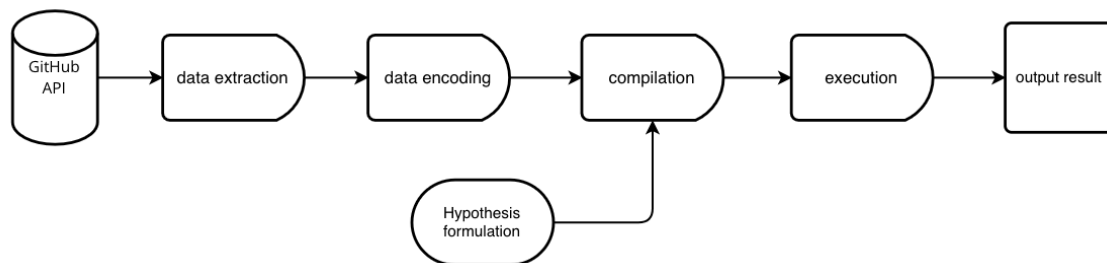 GitHub
API
data extraction
data encoding
compilation
execution
output result
Hypothesis
formulation